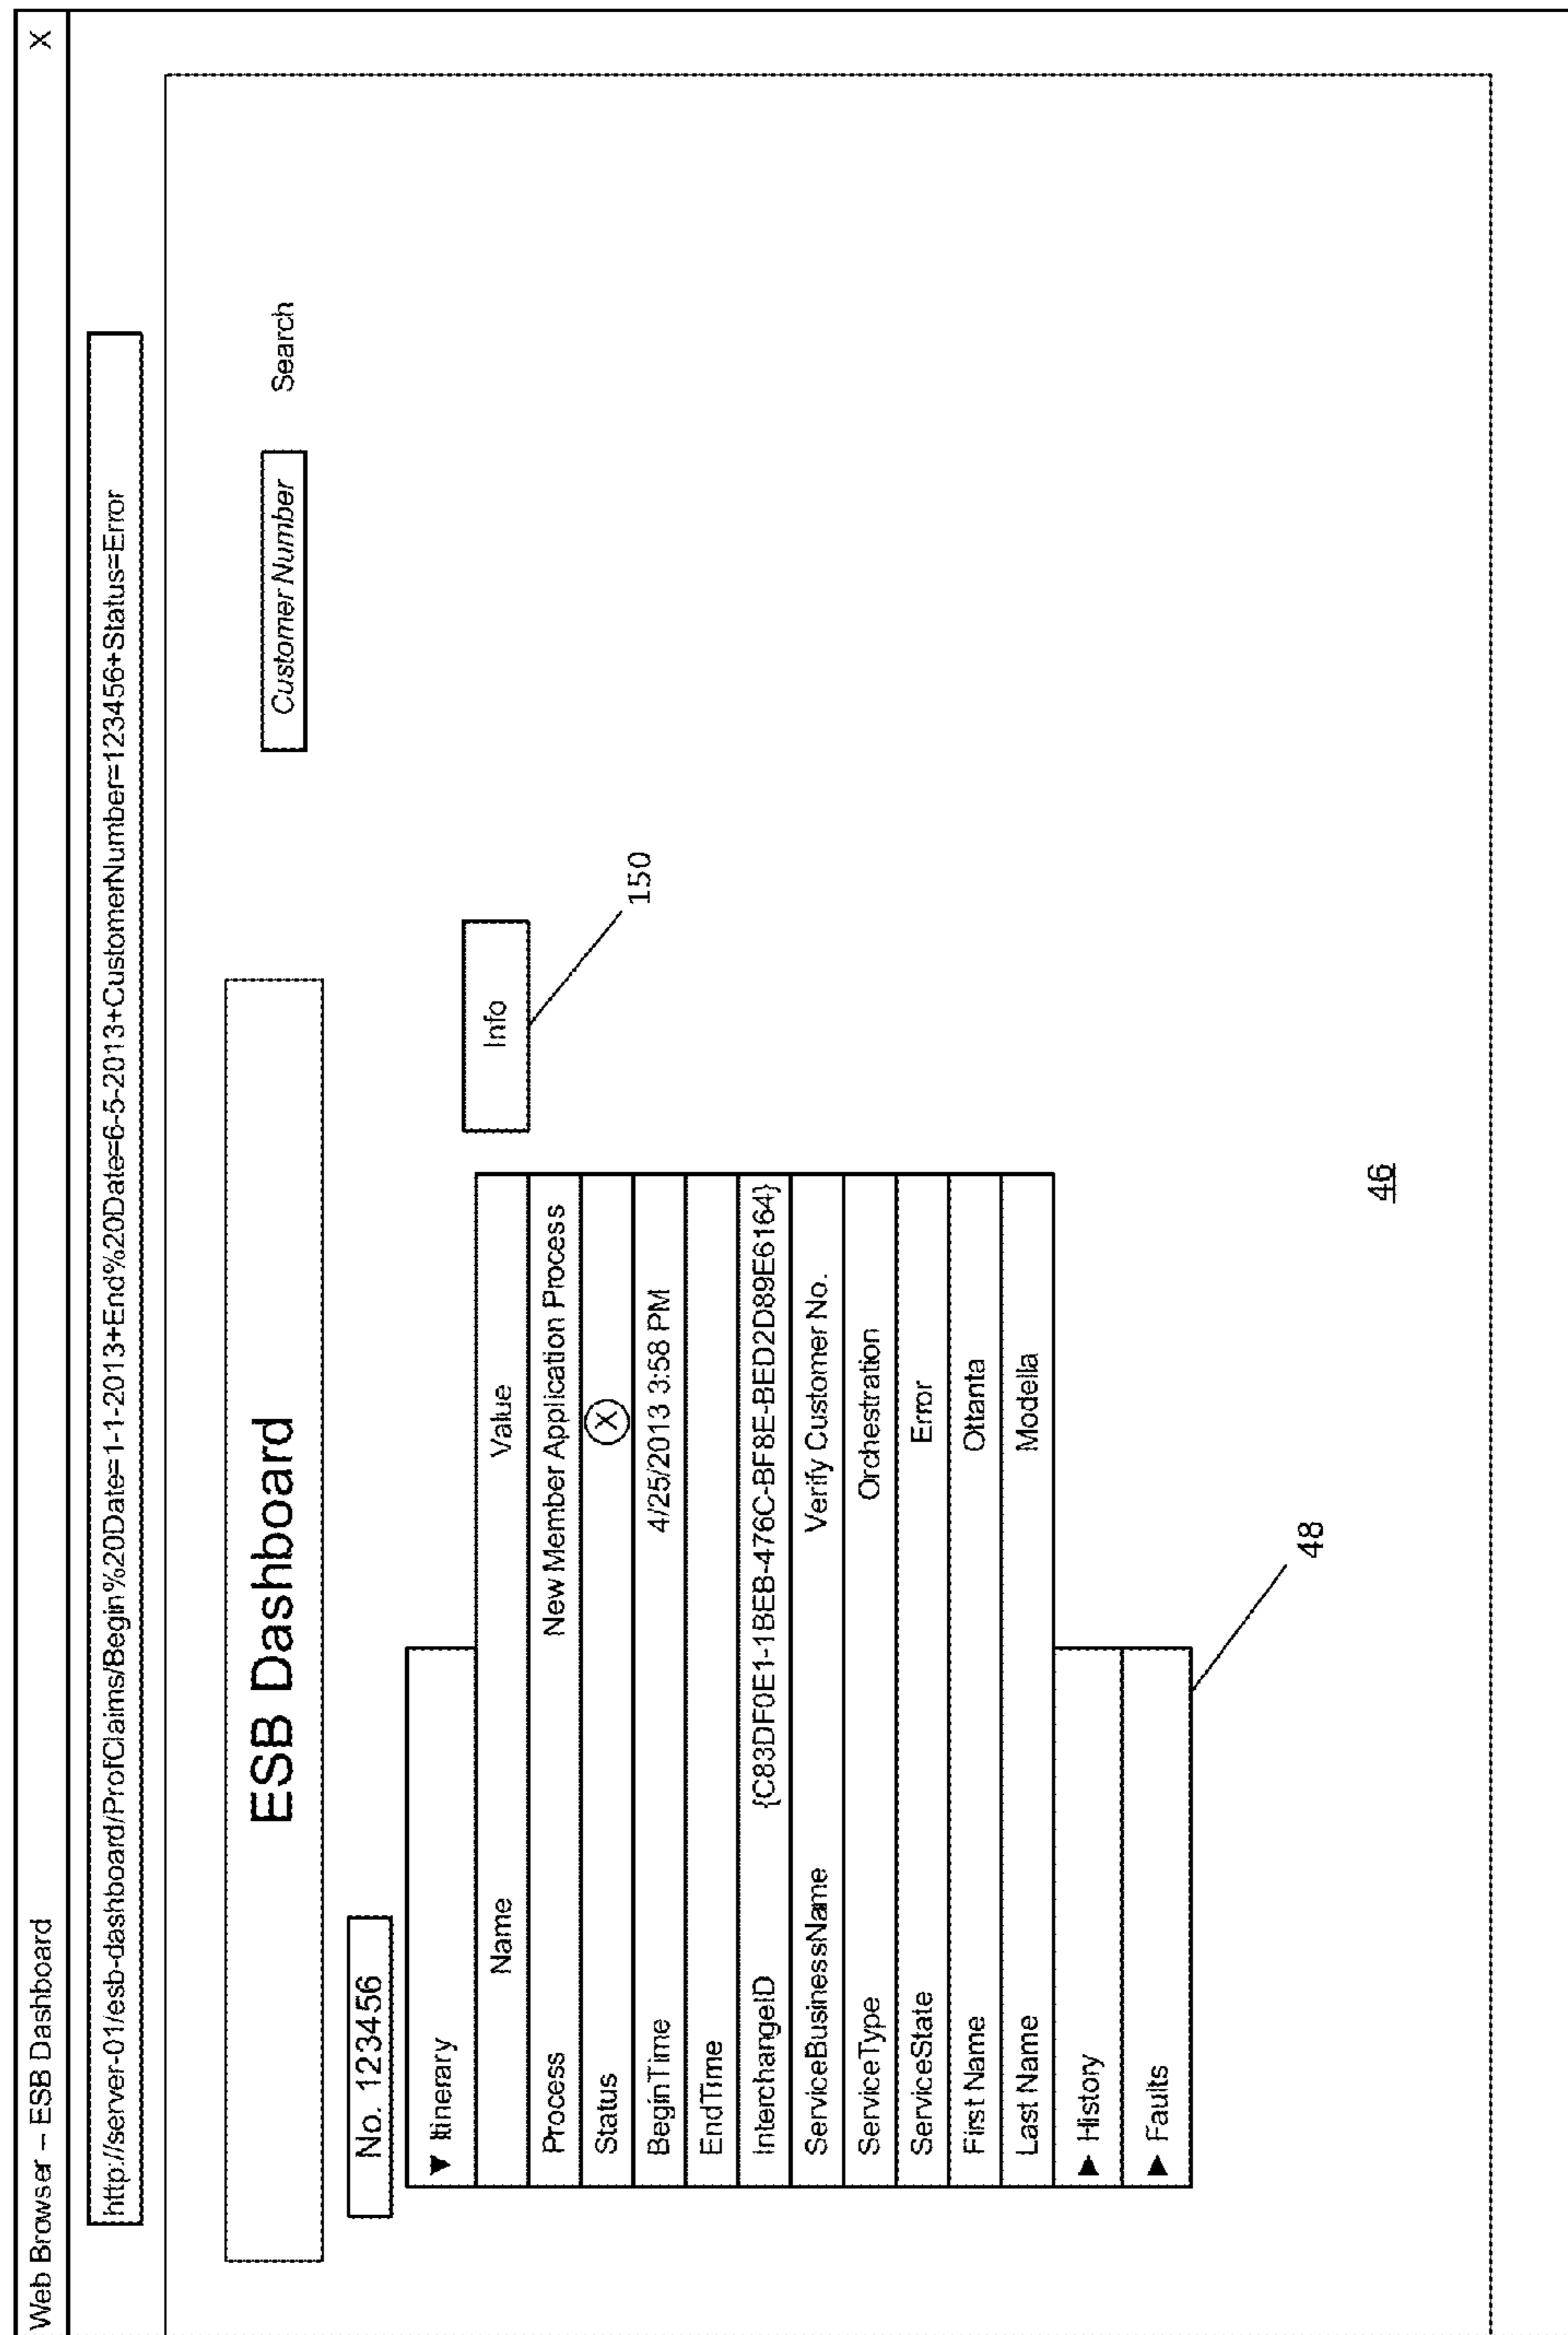 Web Browser – ESB Dashboard X
http://server-01/esb-dashboard/ProfClaims/Begin%20Date=1-1-2013+End%20Date=6-5-2013+CustomerNumber=123456+Status=Error
ESB Dashboard
Customer Number Search
No. 123456
▼ Itinerary
Info
150
Name Value
Process New Member Application Process
Status X
BeginTime 4/25/2013 3:58 PM
EndTime
InterchangeID {C83DF0E1-1BEB-476C-BF8E-BED2D89E6164}
ServiceBusinessName Verify Customer No.
ServiceType Orchestration
ServiceState Error
First Name Ottanta
Last Name Modella
▶ History
▶ Faults
48
46